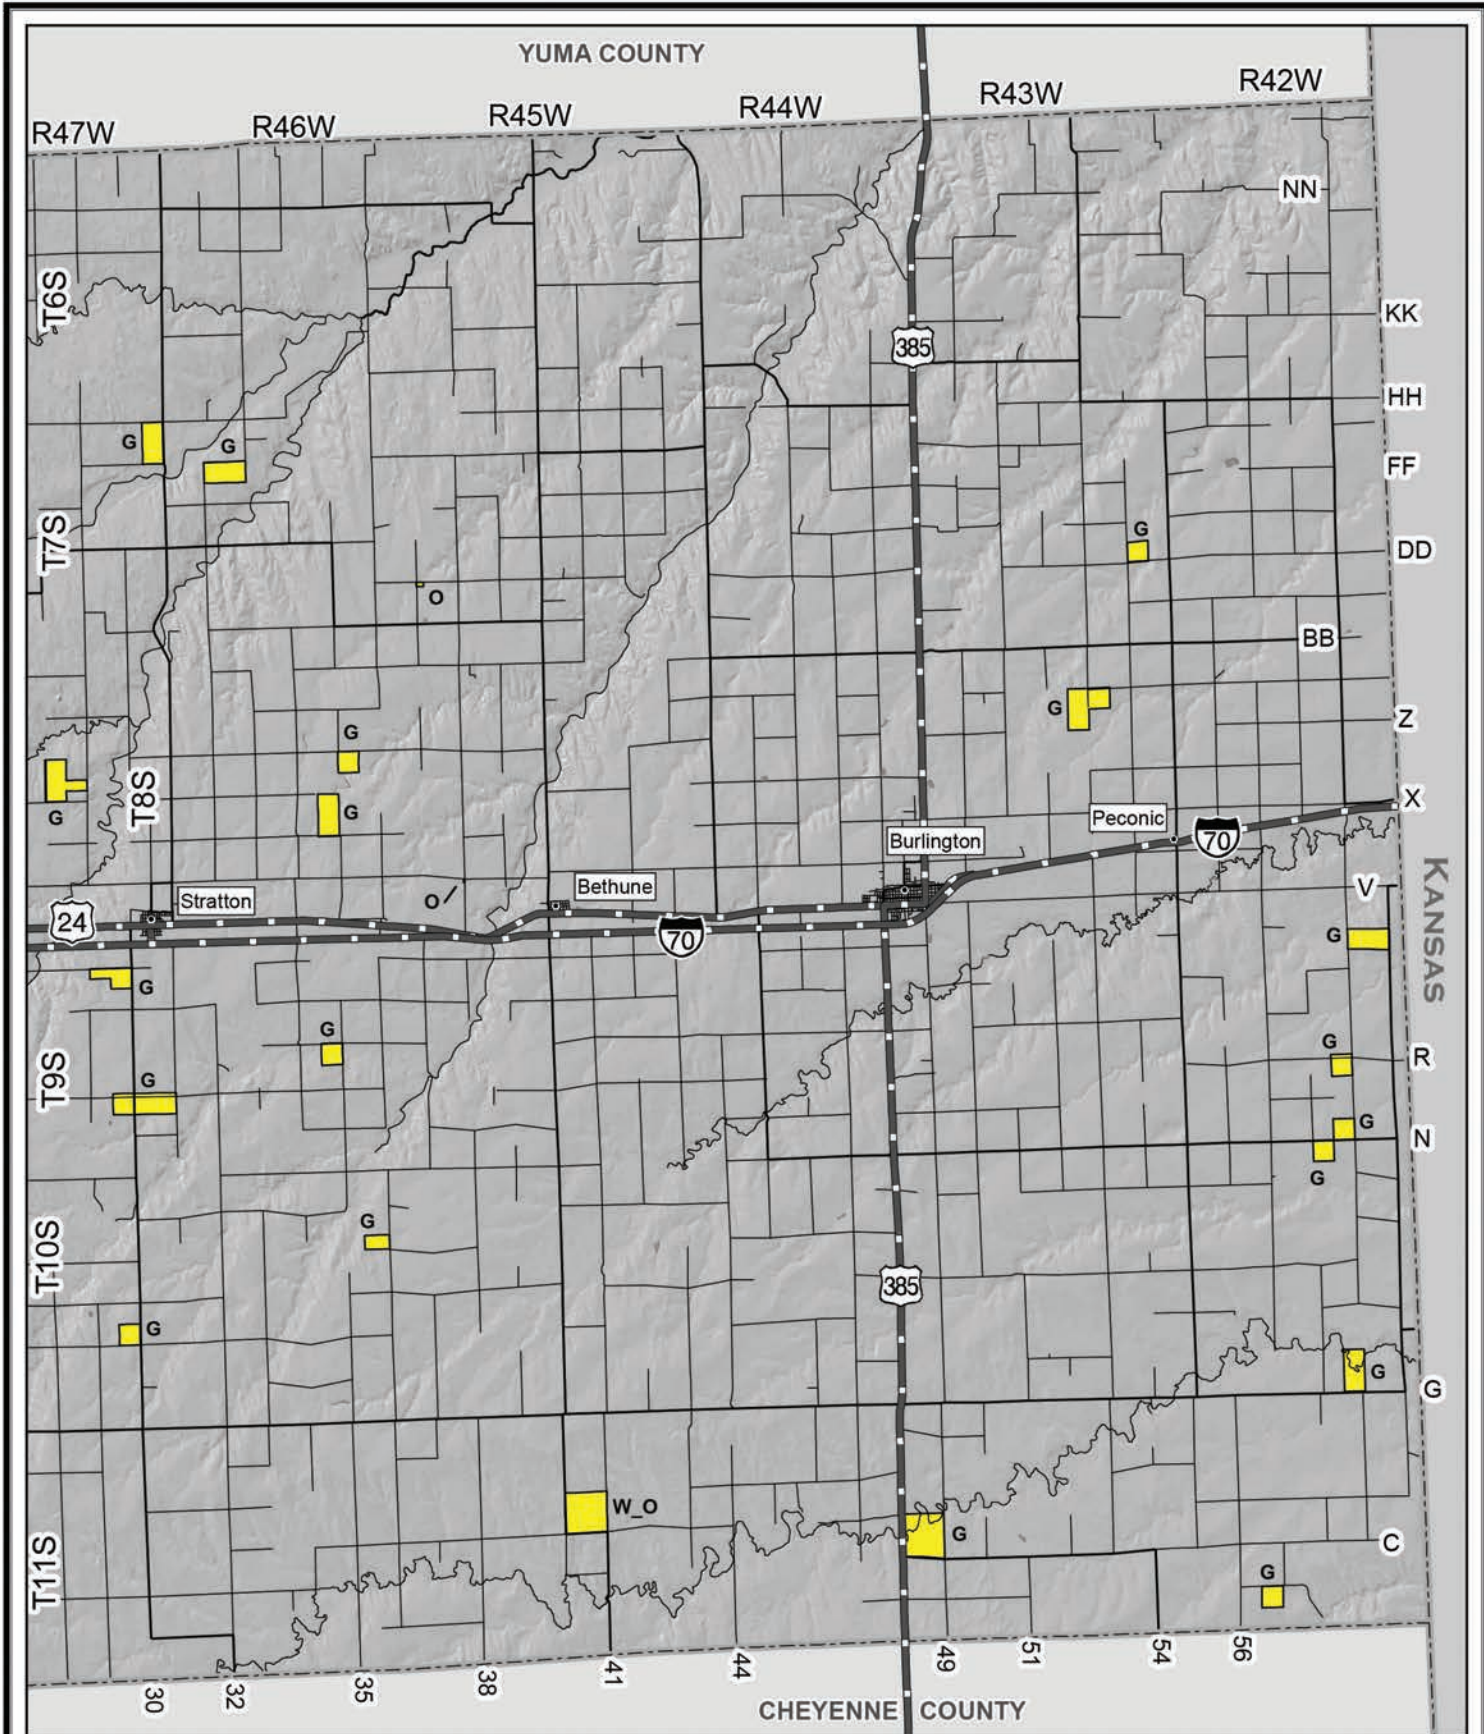 YUMA COUNTY
R47W
R46W
R45W
R44W
R43W
R42W
NN
T6S
KK
385
HH
G
G
FF
T7S
G
DD
O
BB
G
Z
G
T8S
G
G
X
Peconic
70
Burlington
KANSAS
Bethune
V
Stratton
O
24
70
G
G
G
G
R
T9S
G
G
N
G
G
T10S
385
G
G
G
W_O
G
C
T11S
G
30
32
35
38
41
44
49
51
54
56
CHEYENNE COUNTY